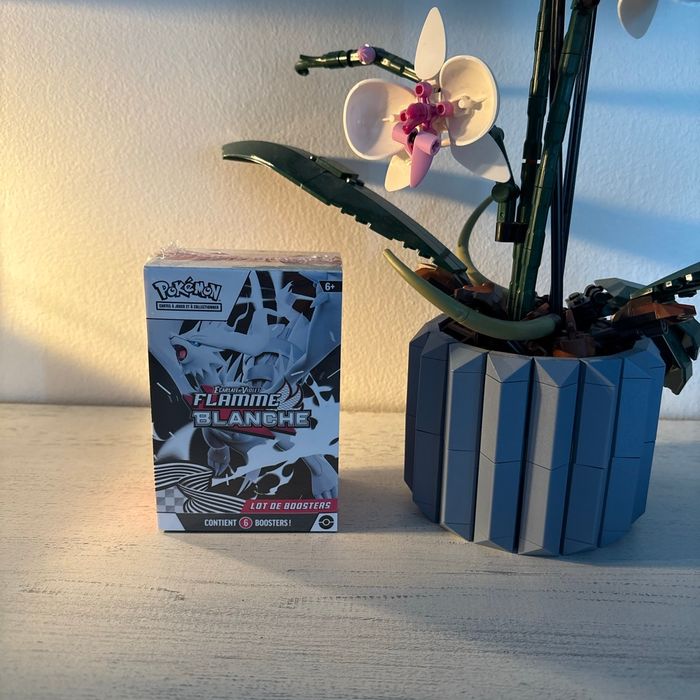 POKéMON
CARTES À JOUER ET À COLLECTIONNER
6+
ÉCARLATE ET VIOLET
FLAMME
BLANCHE
LOT DE BOOSTERS
CONTIENT 6 BOOSTERS!